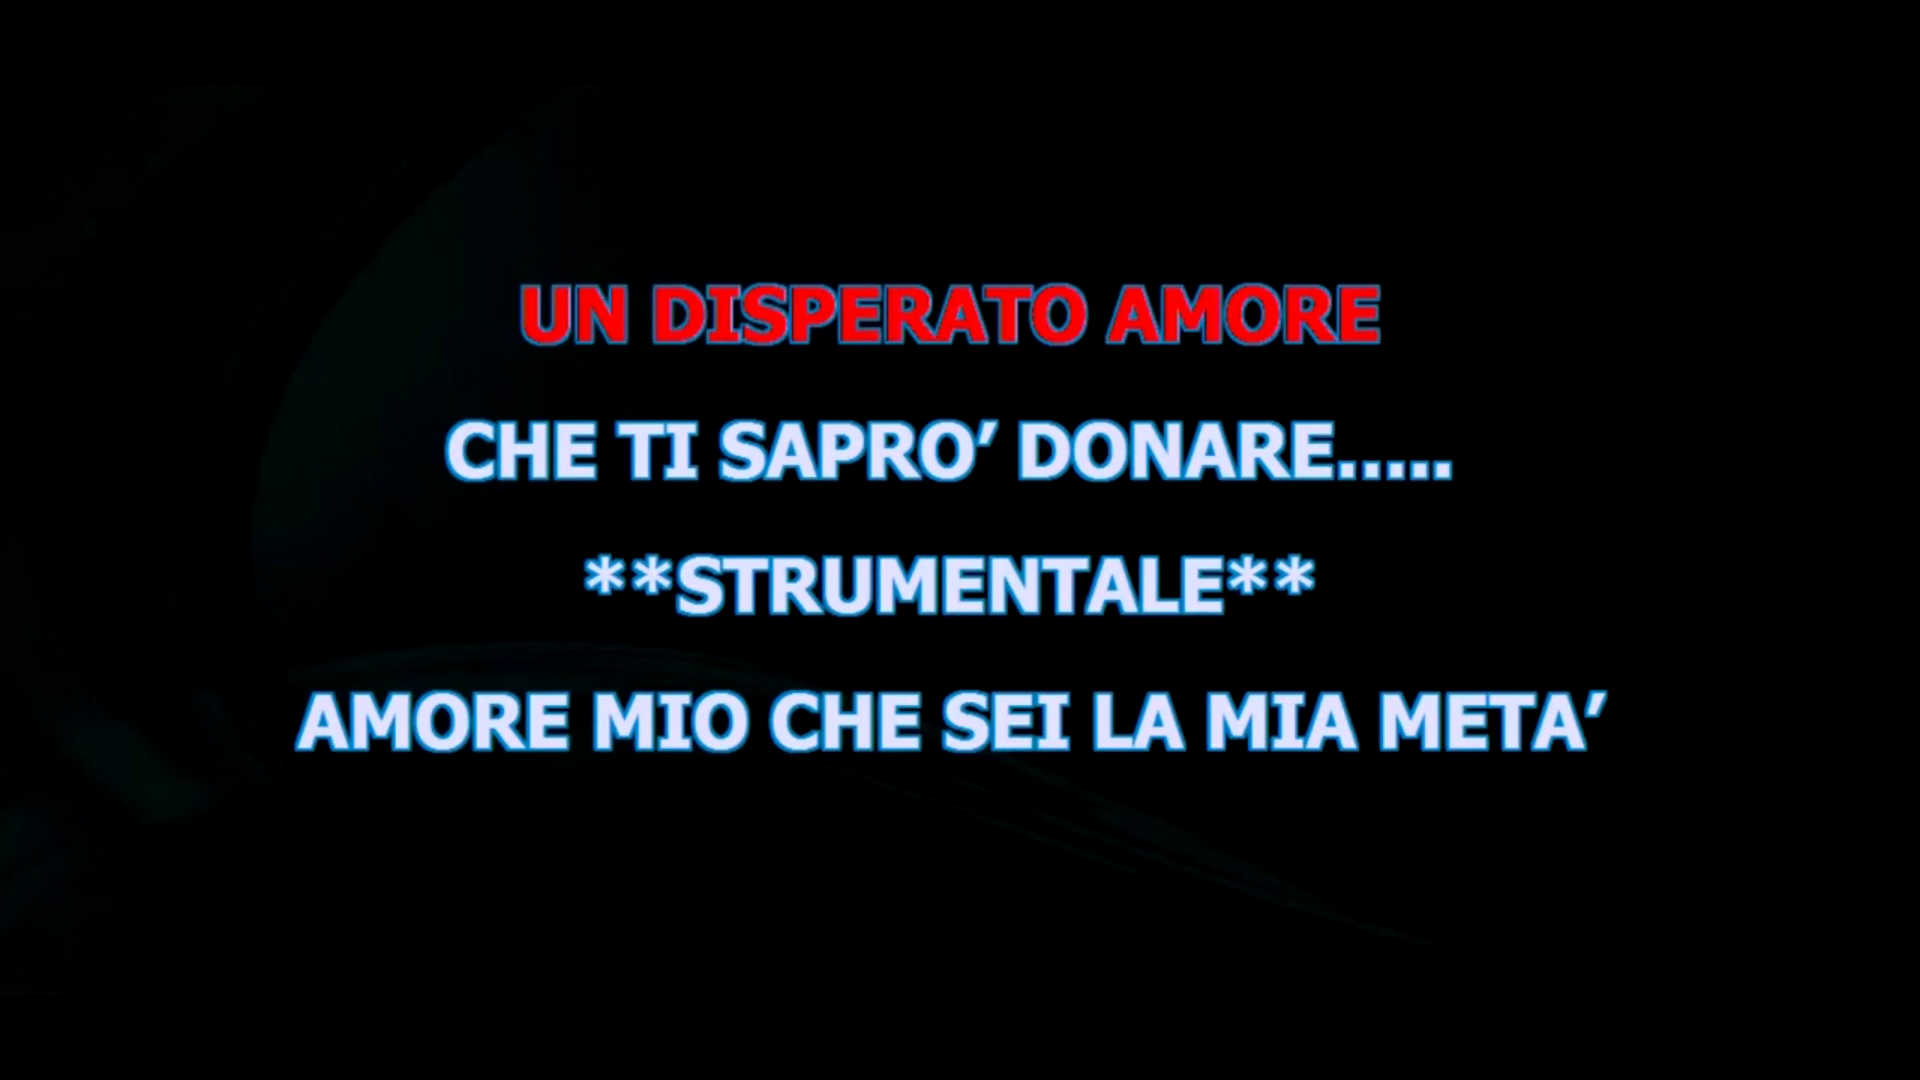 UN DISPERATO AMORE
CHE TI SAPRO’ DONARE.....
**STRUMENTALE**
AMORE MIO CHE SEI LA MIA META’